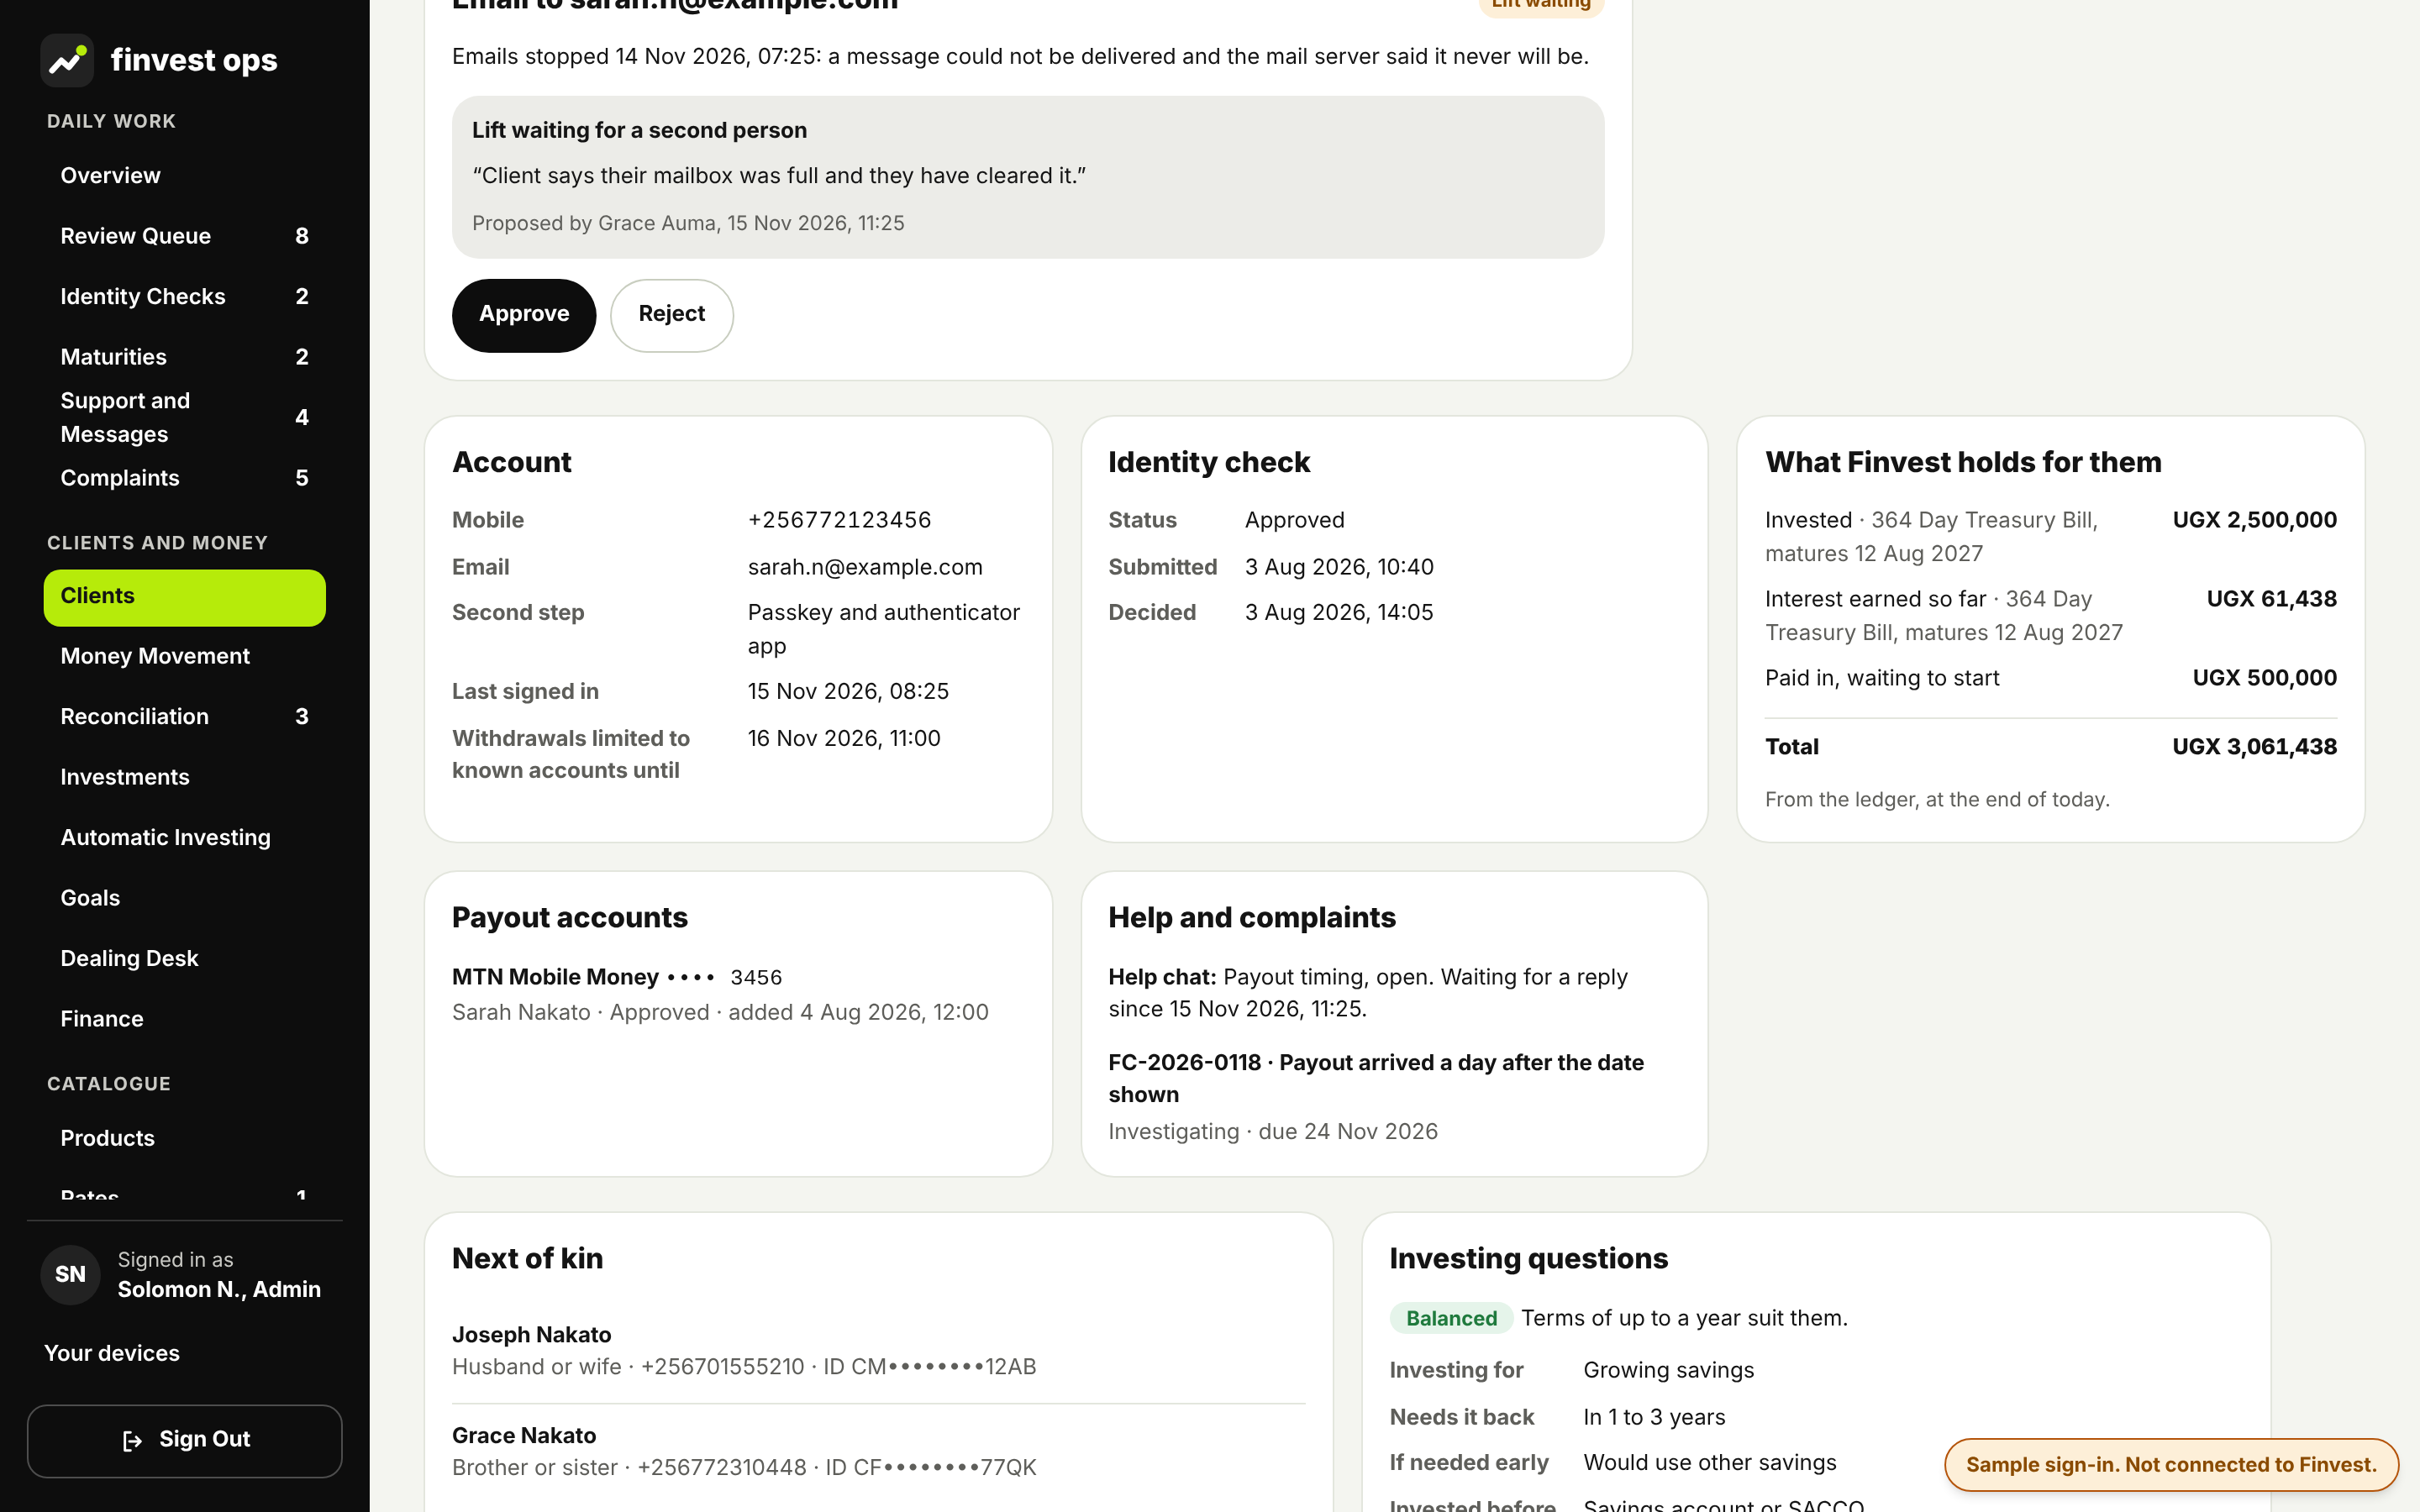 finvest ops
DAILY WORK
Overview
Review Queue 8
Identity Checks 2
Maturities 2
Support and
Messages 4
Complaints 5
CLIENTS AND MONEY
Clients
Money Movement
Reconciliation 3
Investments
Automatic Investing
Goals
Dealing Desk
Finance
CATALOGUE
Products
Rates 1
Signed in as
SN
Solomon N., Admin
Your devices
Sign Out
Email to sarah.n@example.com
Lift waiting
Emails stopped 14 Nov 2026, 07:25: a message could not be delivered and the mail server said it never will be.
Lift waiting for a second person
“Client says their mailbox was full and they have cleared it.”
Proposed by Grace Auma, 15 Nov 2026, 11:25
Approve
Reject
Account
Mobile +256772123456
Email sarah.n@example.com
Second step Passkey and authenticator
app
Last signed in 15 Nov 2026, 08:25
Withdrawals limited to 16 Nov 2026, 11:00
known accounts until
Identity check
Status Approved
Submitted 3 Aug 2026, 10:40
Decided 3 Aug 2026, 14:05
What Finvest holds for them
Invested · 364 Day Treasury Bill, UGX 2,500,000
matures 12 Aug 2027
Interest earned so far · 364 Day UGX 61,438
Treasury Bill, matures 12 Aug 2027
Paid in, waiting to start UGX 500,000
Total UGX 3,061,438
From the ledger, at the end of today.
Payout accounts
MTN Mobile Money •••• 3456
Sarah Nakato · Approved · added 4 Aug 2026, 12:00
Help and complaints
Help chat: Payout timing, open. Waiting for a reply
since 15 Nov 2026, 11:25.
FC-2026-0118 · Payout arrived a day after the date
shown
Investigating · due 24 Nov 2026
Next of kin
Joseph Nakato
Husband or wife · +256701555210 · ID CM••••••••12AB
Grace Nakato
Brother or sister · +256772310448 · ID CF••••••••77QK
Investing questions
Balanced Terms of up to a year suit them.
Investing for Growing savings
Needs it back In 1 to 3 years
If needed early Would use other savings
Invested before Savings account or SACCO
Sample sign-in. Not connected to Finvest.